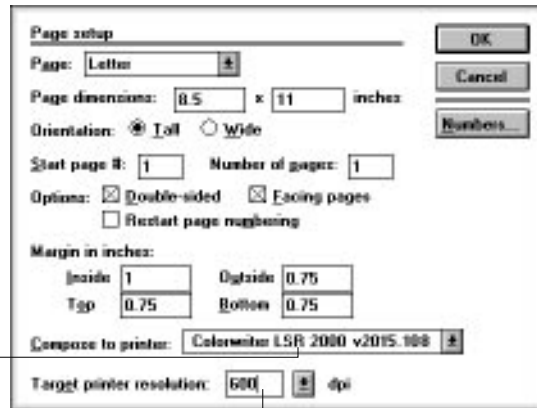 Page setup
OK
Page: Letter
Cancel
Page dimensions: 8.5 x 11 inches
Orientation: Tall Wide
Numbers...
Start page #: 1 Number of pages: 1
Options: Double-sided Facing pages
Restart page numbering
Margin in inches:
Inside 1 Outside 0.75
Top 0.75 Bottom 0.75
Compose to printer: Colorwriter LSR 2000 v2015.108
Target printer resolution: 600 dpi